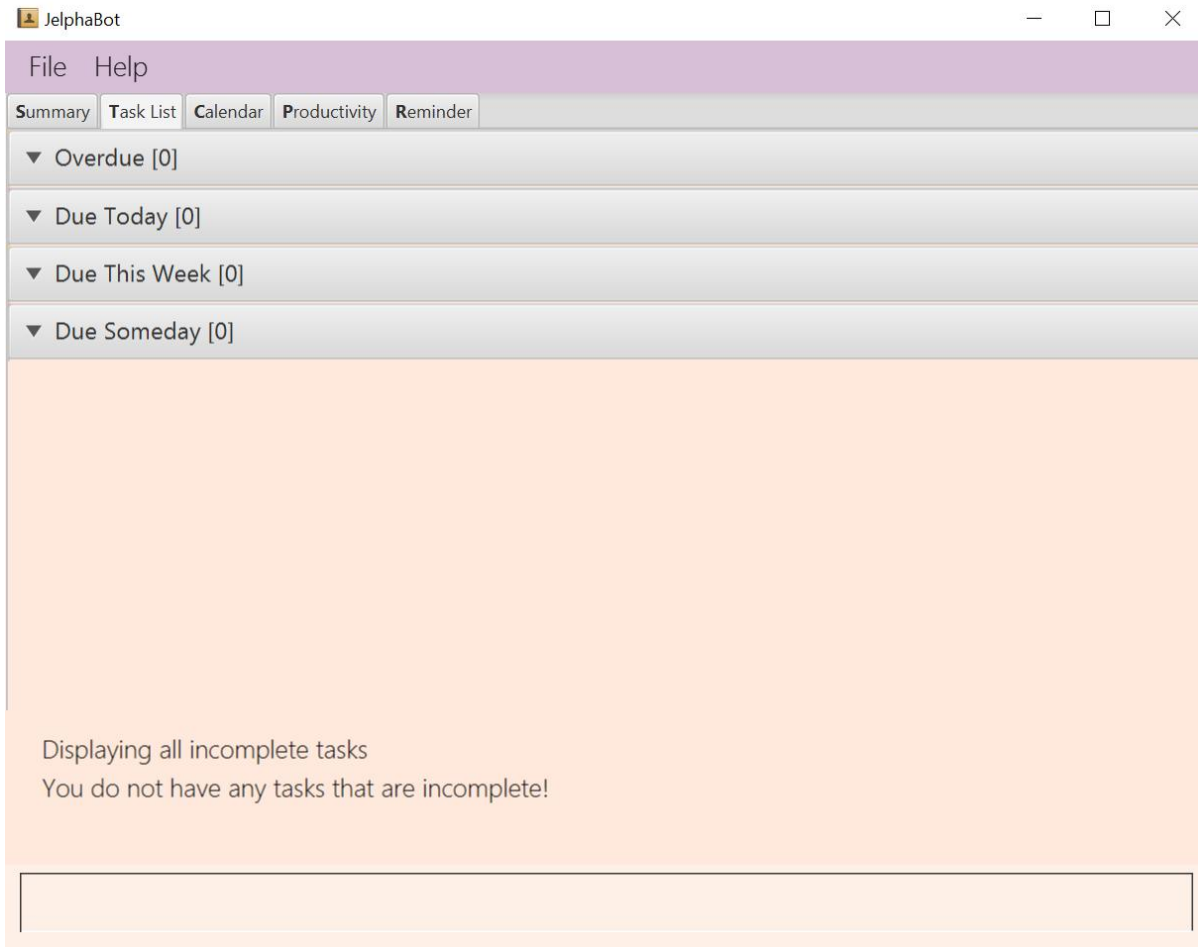 JelphaBot
File Help
Summary Task List Calendar Productivity Reminder
Overdue [0]
Due Today [0]
Due This Week [0]
Due Someday [0]
Displaying all incomplete tasks
You do not have any tasks that are incomplete!